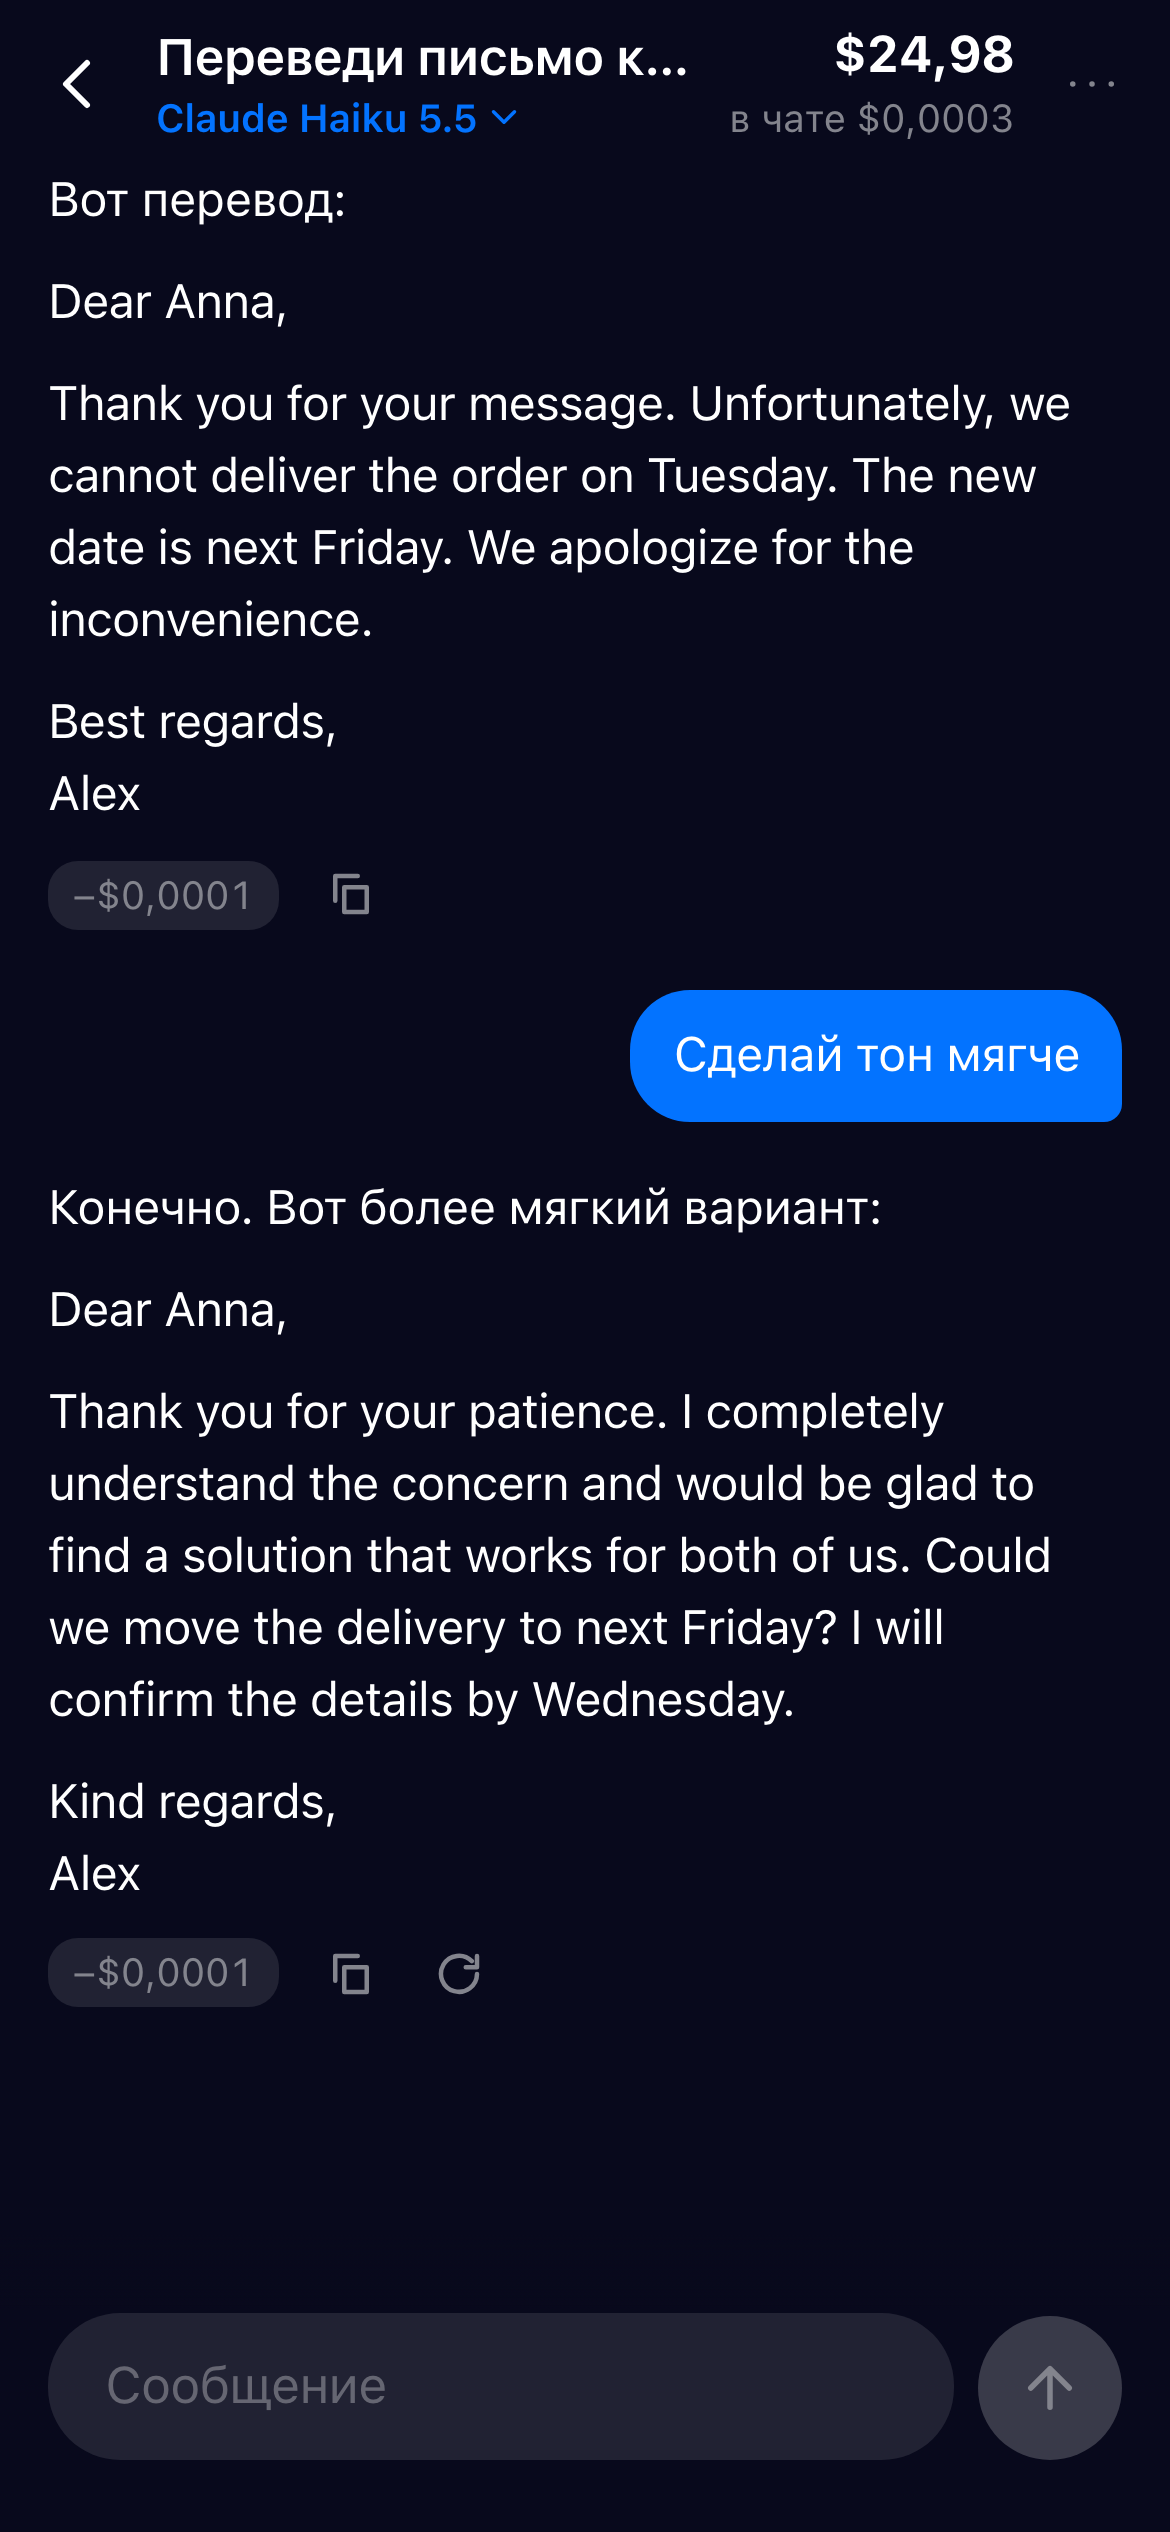 Переведи письмо к...
$24,98
Claude Haiku 5.5
в чате $0,0003
Вот перевод:
Dear Anna,
Thank you for your message. Unfortunately, we
cannot deliver the order on Tuesday. The new
date is next Friday. We apologize for the
inconvenience.
Best regards,
Alex
–$0,0001
Сделай тон мягче
Конечно. Вот более мягкий вариант:
Dear Anna,
Thank you for your patience. I completely
understand the concern and would be glad to
find a solution that works for both of us. Could
we move the delivery to next Friday? I will
confirm the details by Wednesday.
Kind regards,
Alex
–$0,0001
Сообщение